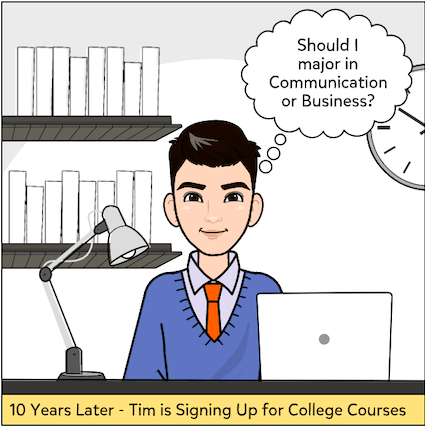 Should I
major in
Communication
or Business?
10 Years Later - Tim is Signing Up for College Courses